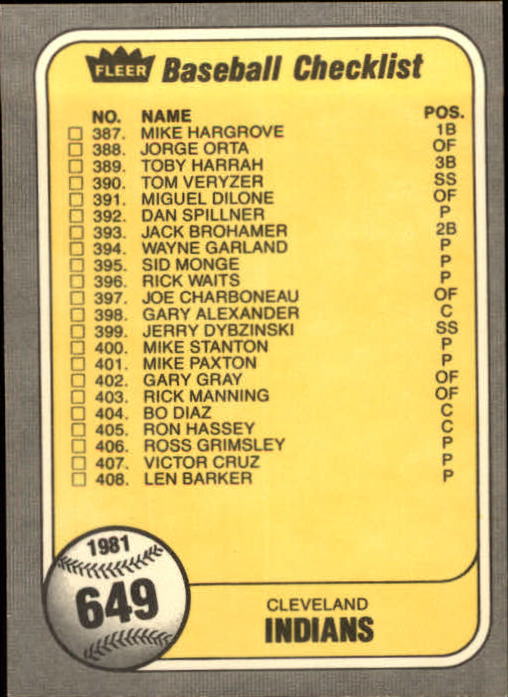 FLEER Baseball Checklist
NO. NAME POS.
387. MIKE HARGROVE 1B
388. JORGE ORTA OF
389. TOBY HARRAH 3B
390. TOM VERYZER SS
391. MIGUEL DILONE OF
392. DAN SPILLNER P
393. JACK BROHAMER 2B
394. WAYNE GARLAND P
395. SID MONGE P
396. RICK WAITS P
397. JOE CHARBONEAU OF
398. GARY ALEXANDER C
399. JERRY DYBZINSKI SS
400. MIKE STANTON P
401. MIKE PAXTON P
402. GARY GRAY OF
403. RICK MANNING OF
404. BO DIAZ C
405. RON HASSEY C
406. ROSS GRIMSLEY P
407. VICTOR CRUZ P
408. LEN BARKER P
1981
649
CLEVELAND
INDIANS